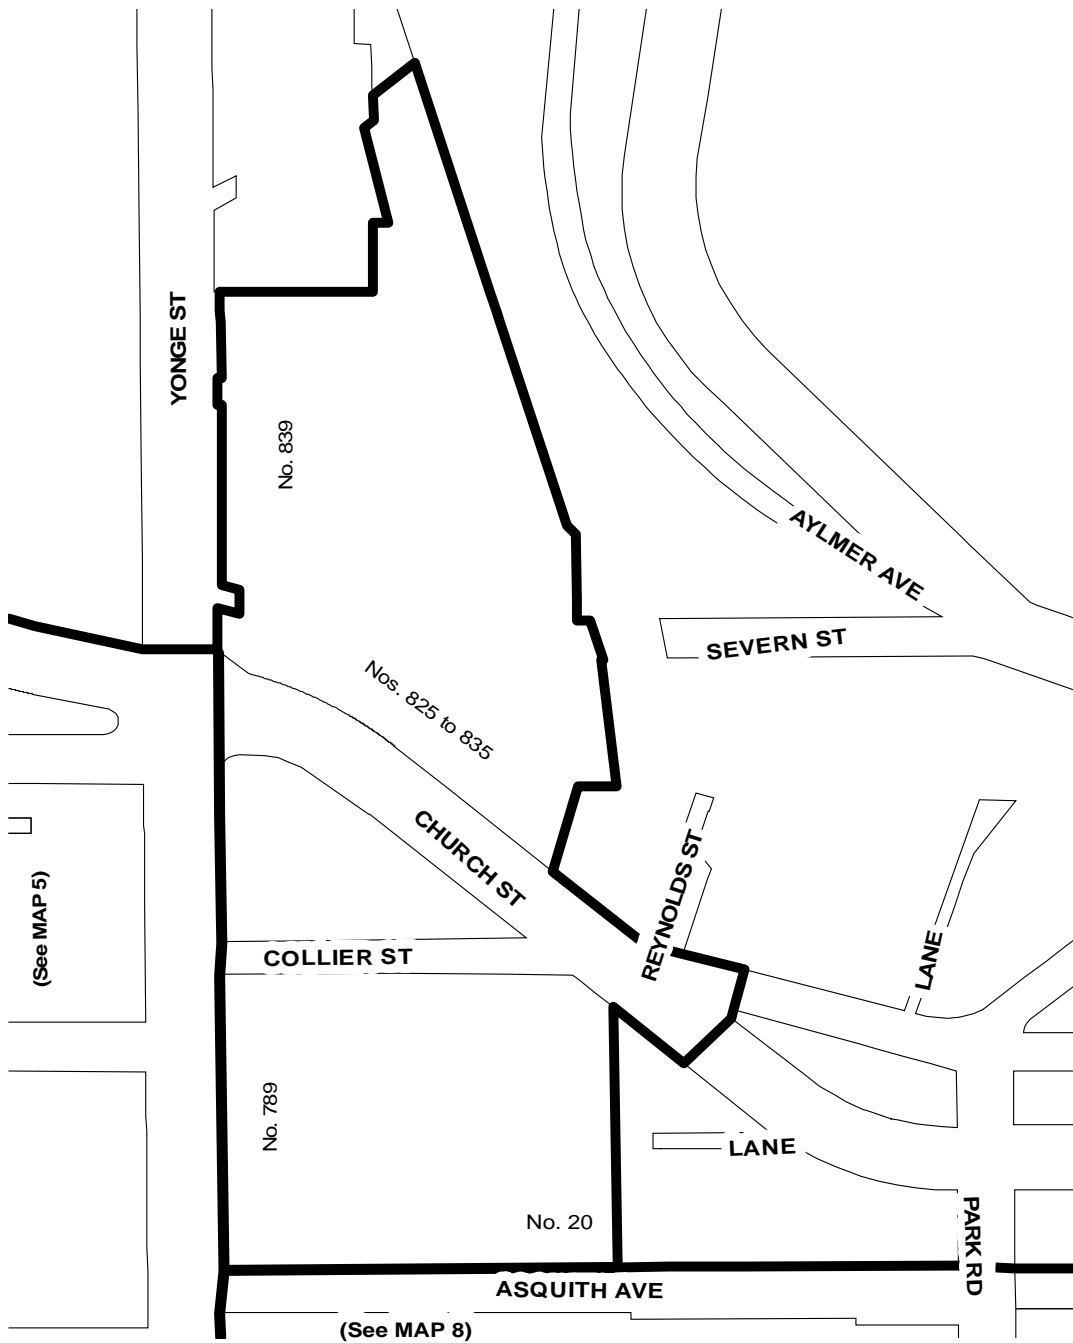 YONGE ST
No. 839
AYLMER AVE
SEVERN ST
Nos. 825 to 835
CHURCH ST
REYNOLDS ST
(See MAP 5)
COLLIER ST
LANE
No. 789
LANE
No. 20
PARK RD
ASQUITH AVE
(See MAP 8)